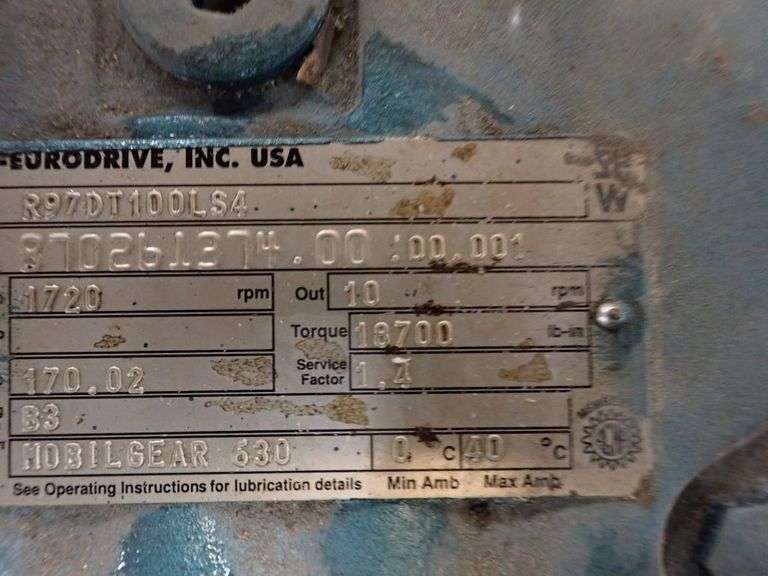 -EURODRIVE, INC. USA
R97DT100LS4
870261374.00 .00.001
1720 rpm Out 10 rpm
Torque 18700 lb-in
170.02 Service Factor 1.4
B3
MOBILGEAR 630 0 C 40 °C
See Operating Instructions for lubrication details Min Amb Max Amb